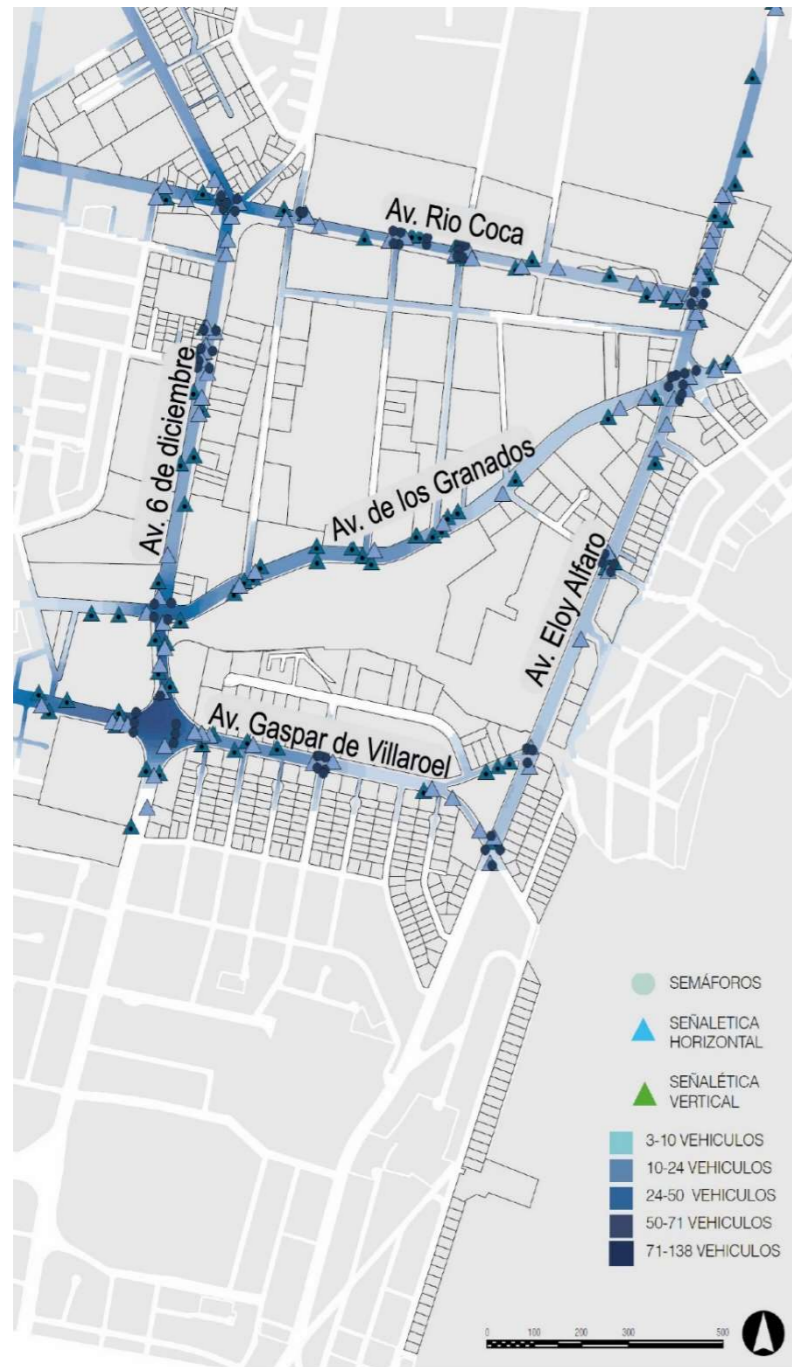 Av. Rio Coca
Av. 6 de diciembre
Av. de los Granados
Av. Eloy Alfaro
Av. Gaspar de Villaroel
SEMÁFOROS
SEÑALETICA
HORIZONTAL
SEÑALÉTICA
VERTICAL
3-10 VEHICULOS
10-24 VEHICULOS
24-50 VEHICULOS
50-71 VEHICULOS
71-138 VEHICULOS
0 100 200 300 500